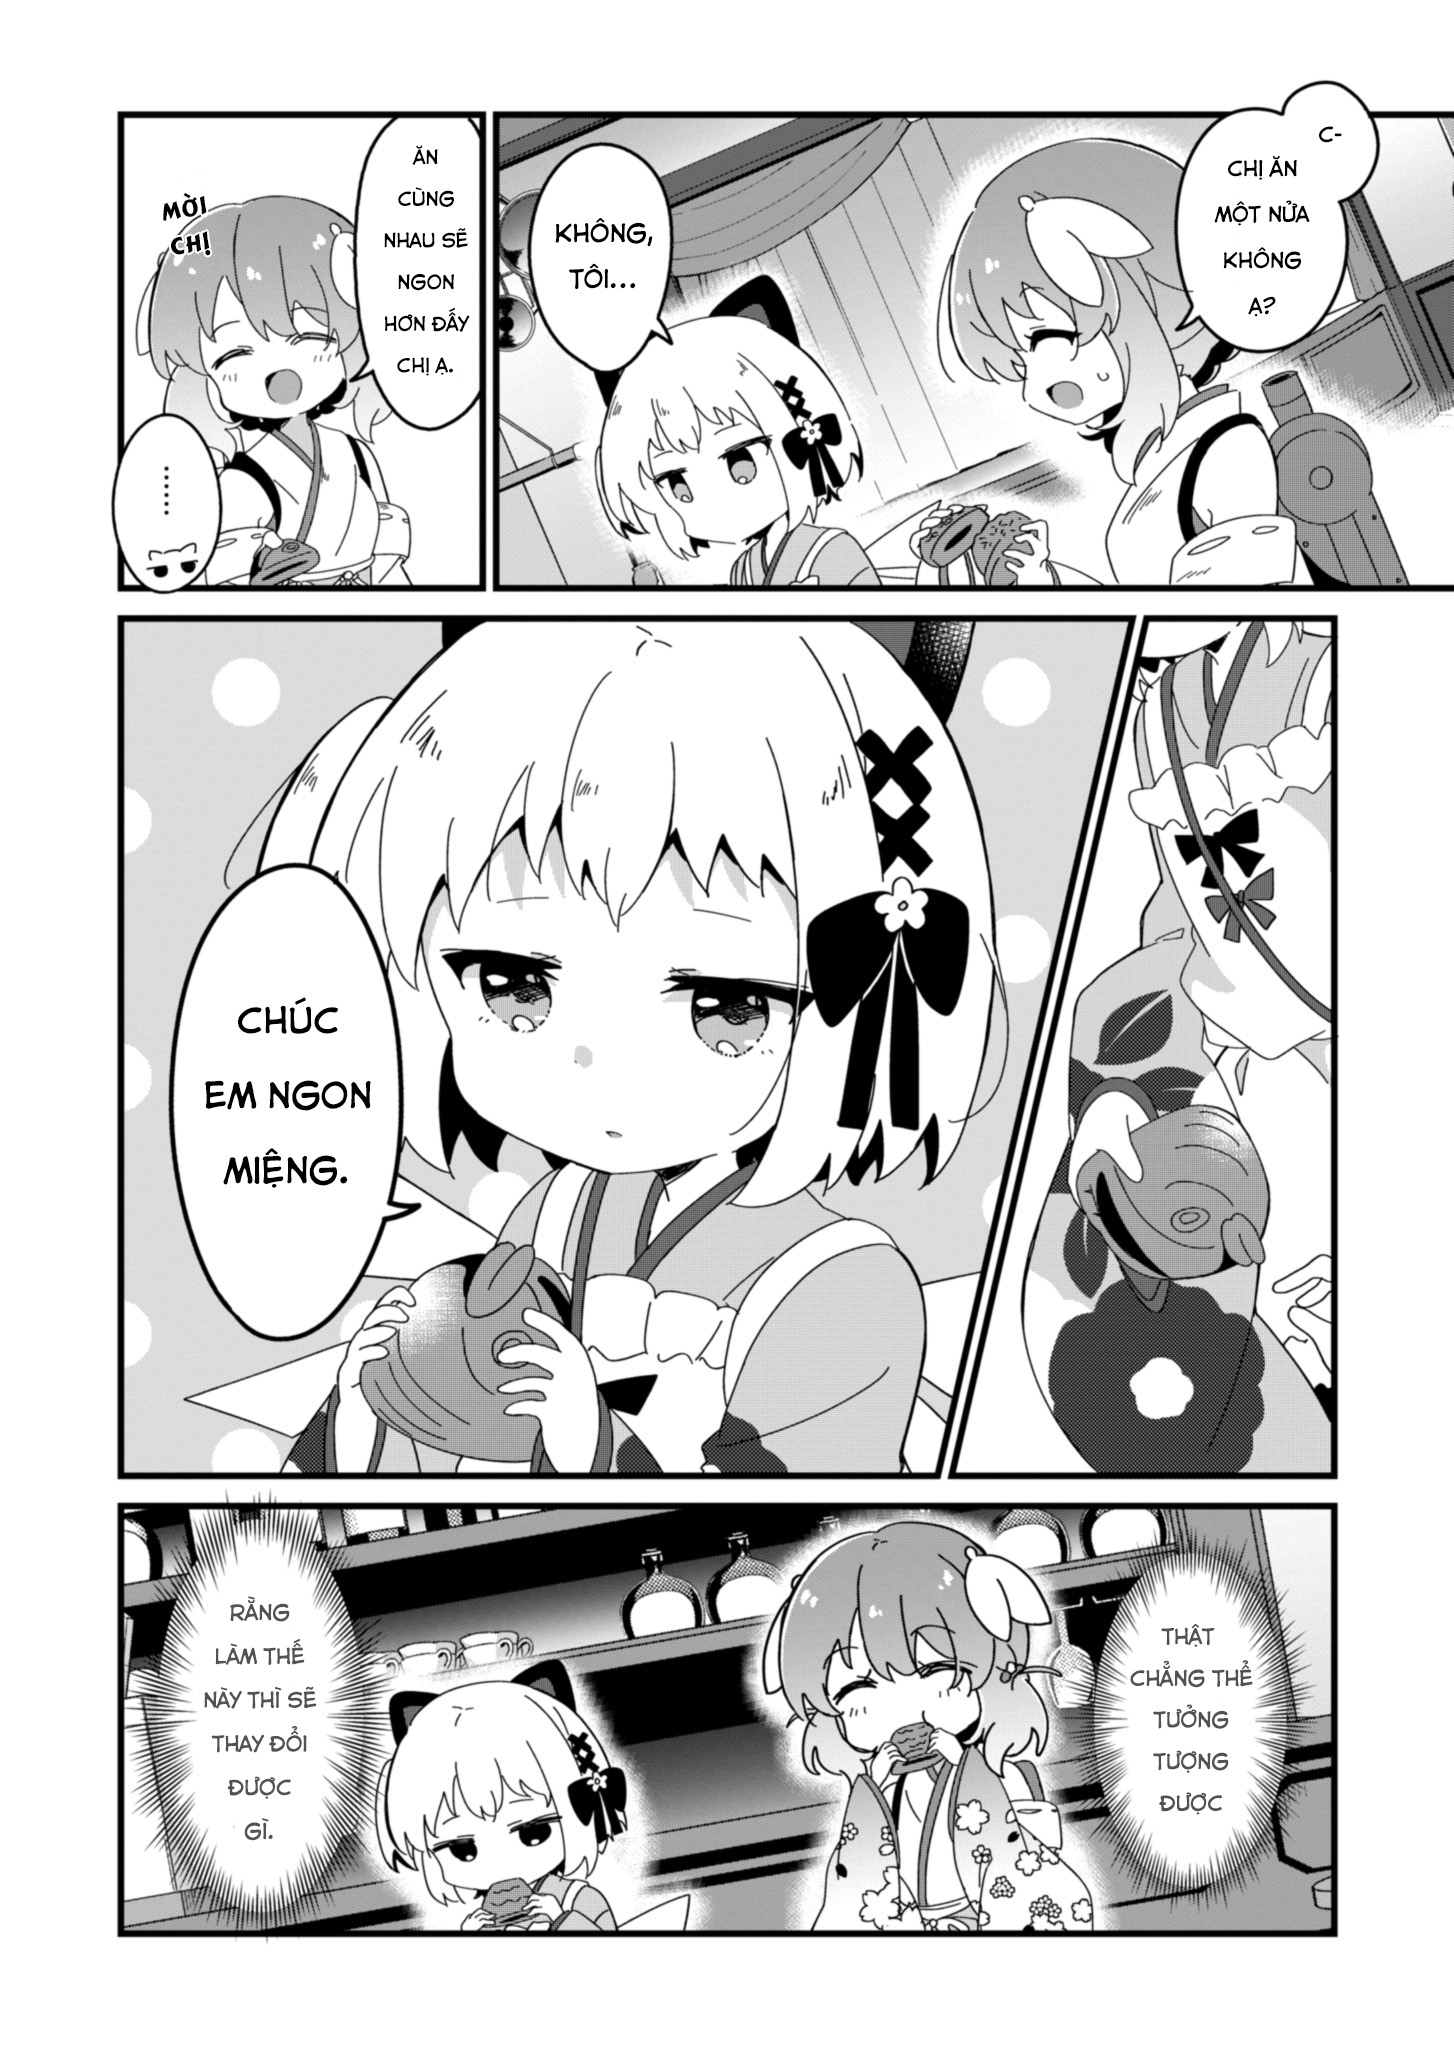 C-
CHỊ ĂN
MỘT NỬA
KHÔNG
Ạ?
KHÔNG,
TÔI...
ĂN
CÙNG
NHAU SẼ
NGON
HƠN ĐẤY
CHỊ Ạ.
MỜI
CHỊ
......
CHÚC
EM NGON
MIỆNG.
THẬT
CHẲNG THỂ
TƯỞNG
TƯỢNG
ĐƯỢC
RẰNG
LÀM THẾ
NÀY THÌ SẼ
THAY ĐỔI
ĐƯỢC
GÌ.